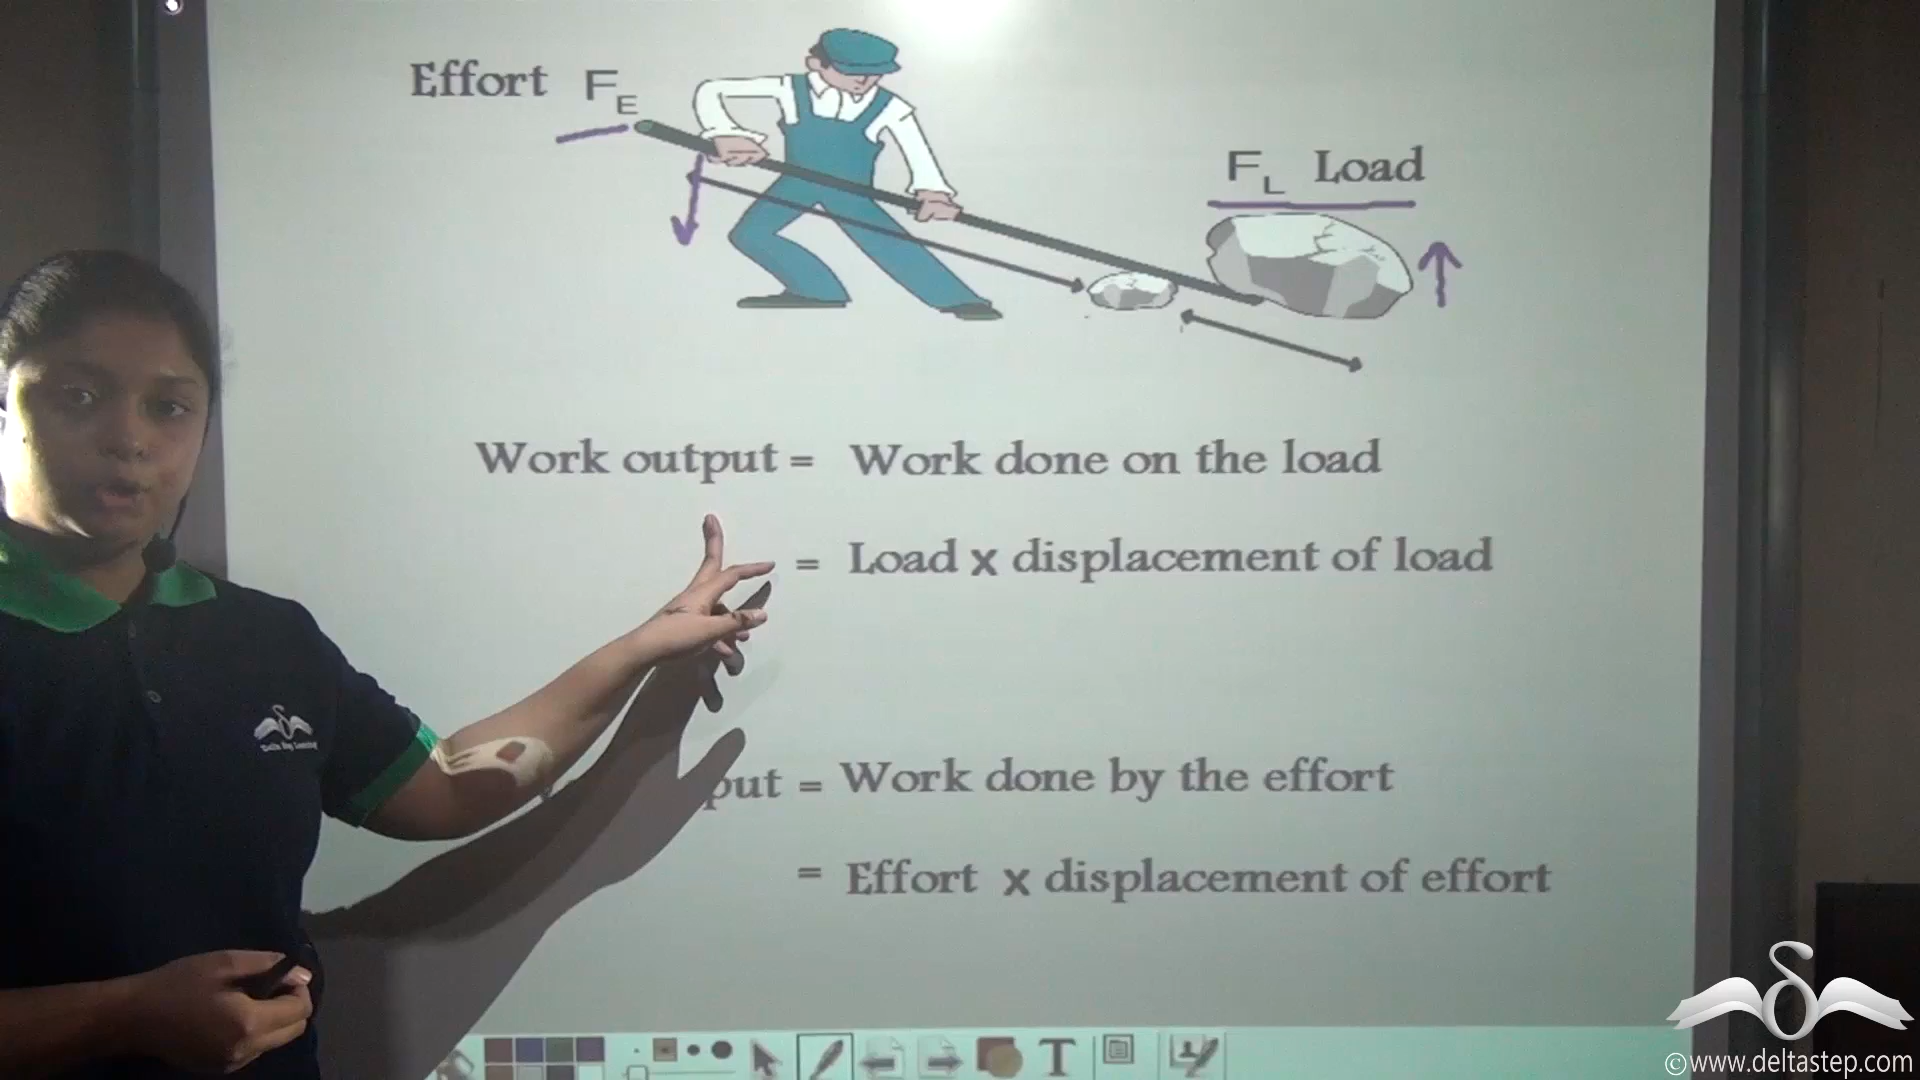 Effort F_E
F_L Load
Work output = Work done on the load
= Load x displacement of load
put = Work done by the effort
= Effort x displacement of effort
T
©www.deltastep.com